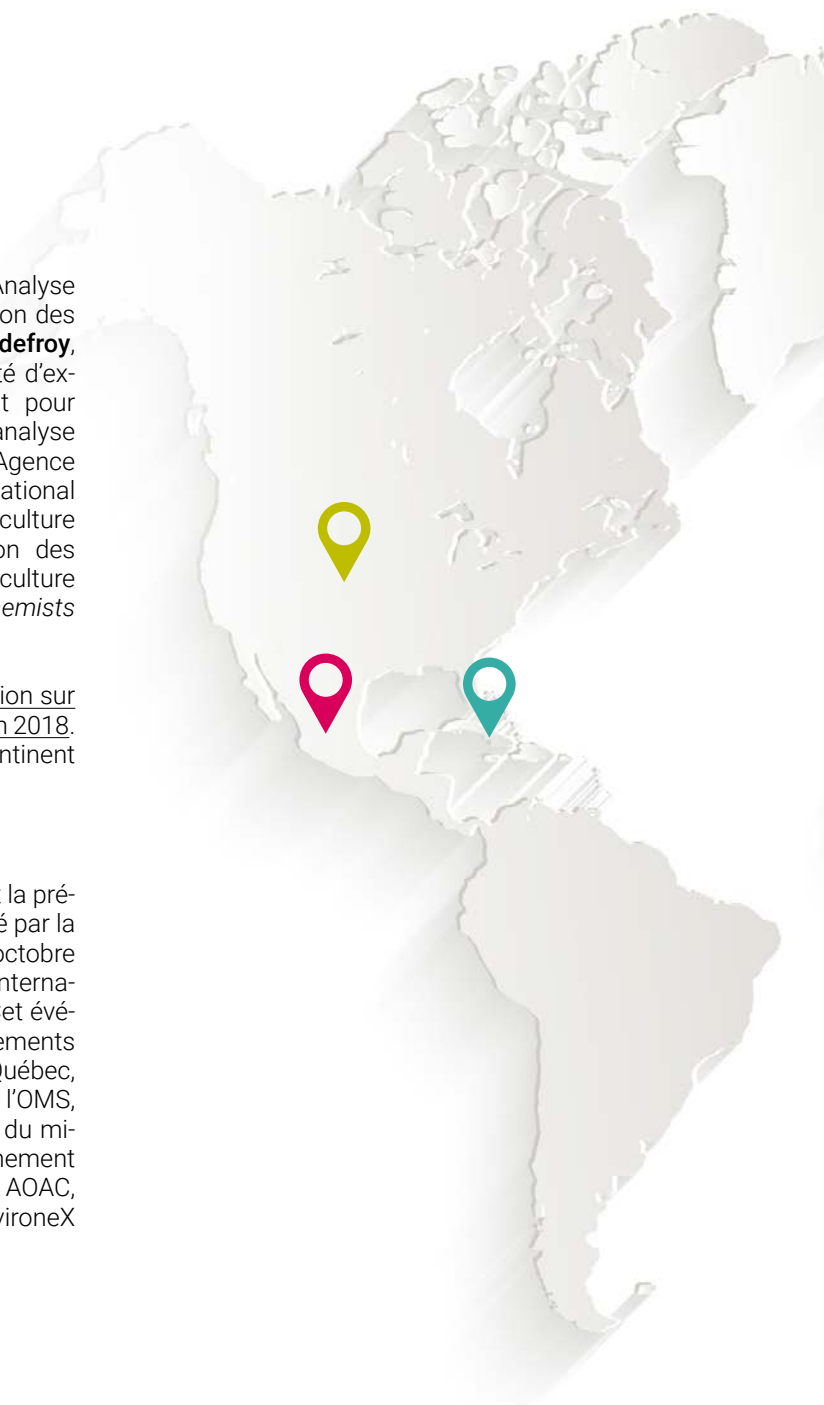 Analyse
on des
defroy,
té d'ex-
t pour
analyse
Agence
ational
culture
on des
culture
emists
ion sur
n 2018.
ntinent
t la pré-
é par la
octobre
nterna-
et évé-
ements
Québec,
l'OMS,
du mi-
nement
AOAC,
vironeX